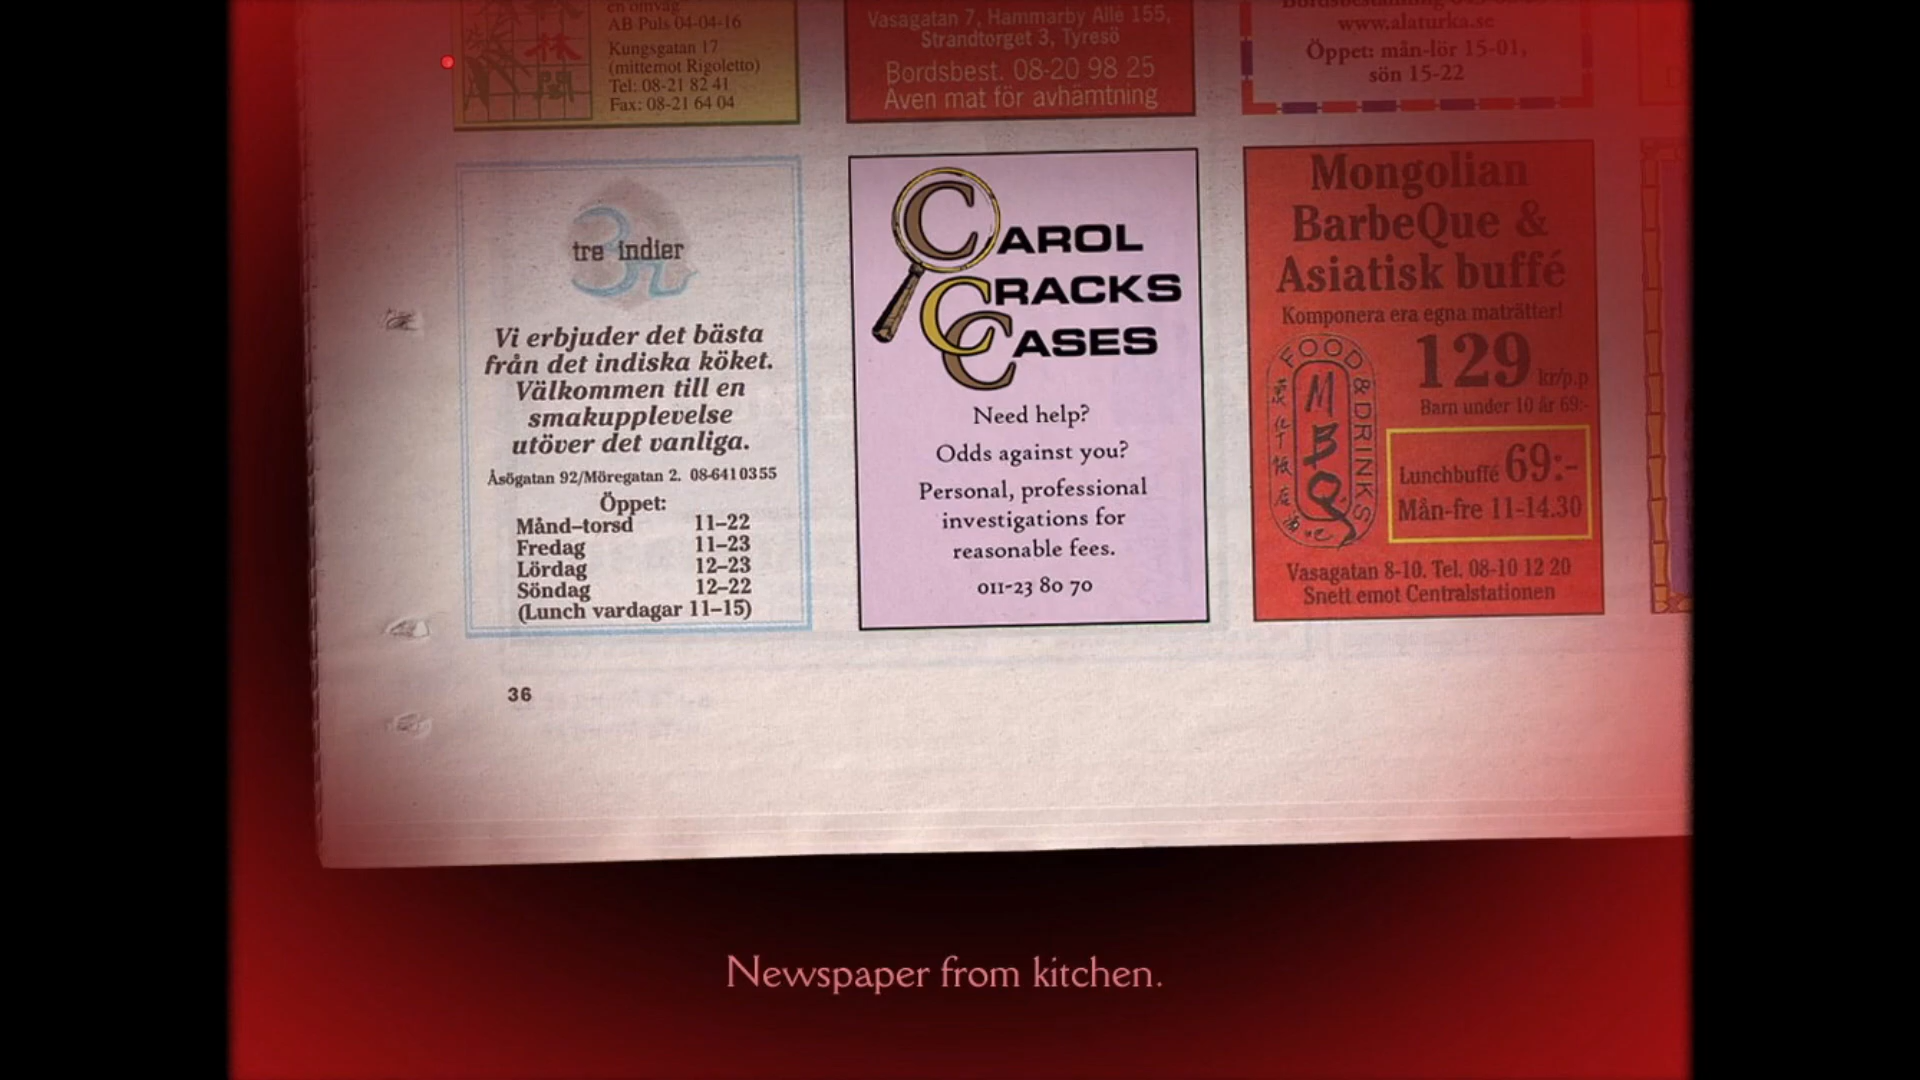 en omväg
AB Puls 04-04-16
Kungsgatan 17
(mittemot Rigoletto)
Tel: 08-21 82 41
Fax: 08-21 64 04
Vasagatan 7, Hammarby Allé 155,
Strandtorget 3, Tyresö
Bordsbest. 08-20 98 25
Även mat för avhämtning
www.alaturka.se
Öppet: mån-lör 15-01,
sön 15-22
tre indier
Vi erbjuder det bästa
från det indiska köket.
Välkommen till en
smakupplevelse
utöver det vanliga.
Åsögatan 92/Möregatan 2. 08-641 03 55
Öppet:
Månd–torsd 11–22
Fredag 11–23
Lördag 12–23
Söndag 12–22
(Lunch vardagar 11–15)
CAROL
CRACKS
CASES
Need help?
Odds against you?
Personal, professional
investigations for
reasonable fees.
011-23 80 70
Mongolian
BarbeQue &
Asiatisk buffé
Komponera era egna maträtter!
129 kr/p.p
Barn under 10 år 69:-
FOOD & DRINKS
MBQ
Lunchbuffé 69:-
Mån-fre 11-14.30
Vasagatan 8-10. Tel. 08-10 12 20
Snett emot Centralstationen
36
Newspaper from kitchen.